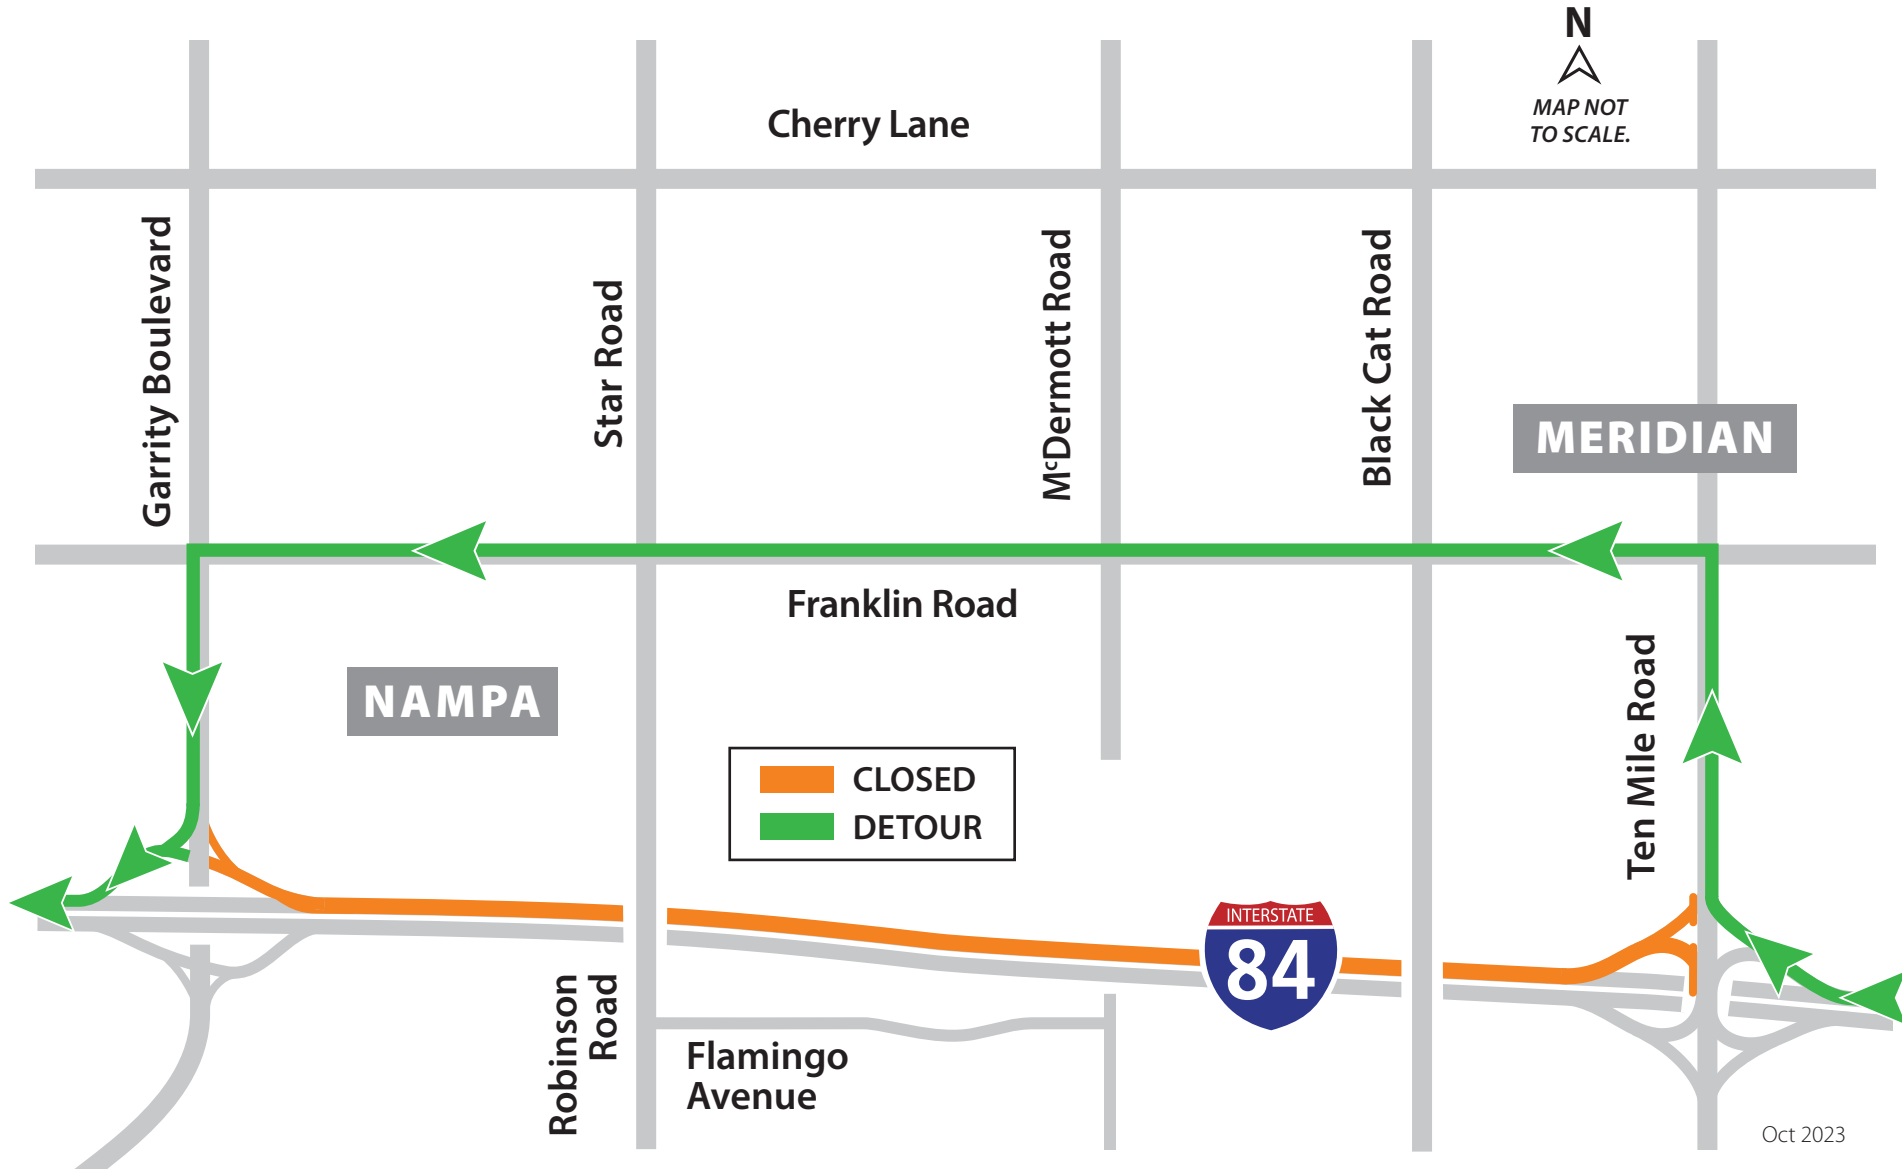 N
MAP NOT
TO SCALE.
Cherry Lane
Garrity Boulevard
Star Road
McDermott Road
Black Cat Road
MERIDIAN
Franklin Road
NAMPA
Ten Mile Road
CLOSED
DETOUR
INTERSTATE
84
Robinson
Road
Flamingo
Avenue
Oct 2023